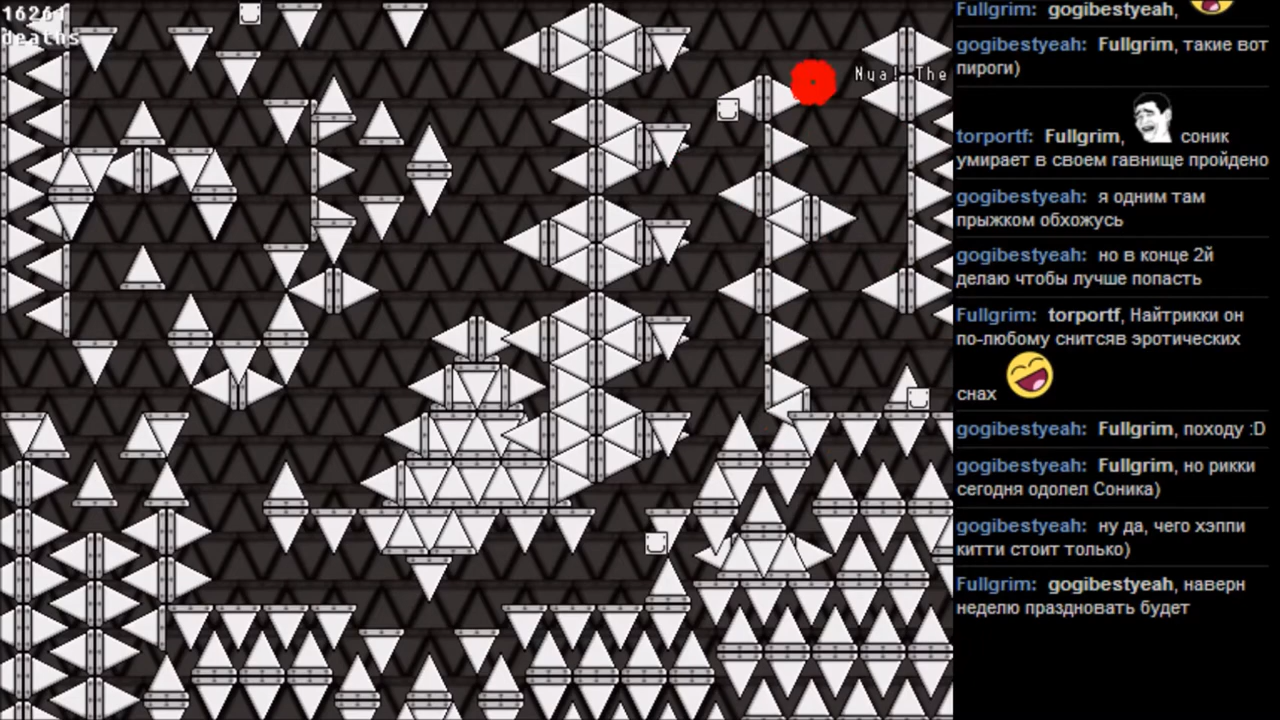 16261
deaths
Nya! The
Fullgrim: gogibestyeah,
gogibestyeah: Fullgrim, такие вот
пироги)
torportf: Fullgrim, соник
умирает в своем гавнище пройдено
gogibestyeah: я одним там
прыжком обхожусь
gogibestyeah: но в конце 2й
делаю чтобы лучше попасть
Fullgrim: torportf, Найтрикки он
по-любому снитсяв эротических
снах
gogibestyeah: Fullgrim, походу :D
gogibestyeah: Fullgrim, но рикки
сегодня одолел Соника)
gogibestyeah: ну да, чего хэппи
китти стоит только)
Fullgrim: gogibestyeah, наверн
неделю праздновать будет